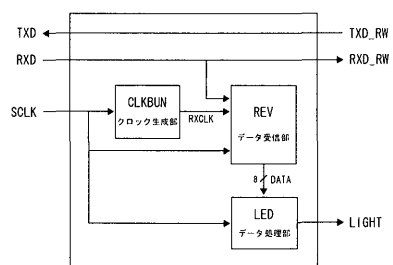 TXD
TXD_RW
RXD
RXD_RW
CLKBUN
クロック生成部
SCLK
RXCLK
REV
データ受信部
8
DATA
LED
データ処理部
LIGHT